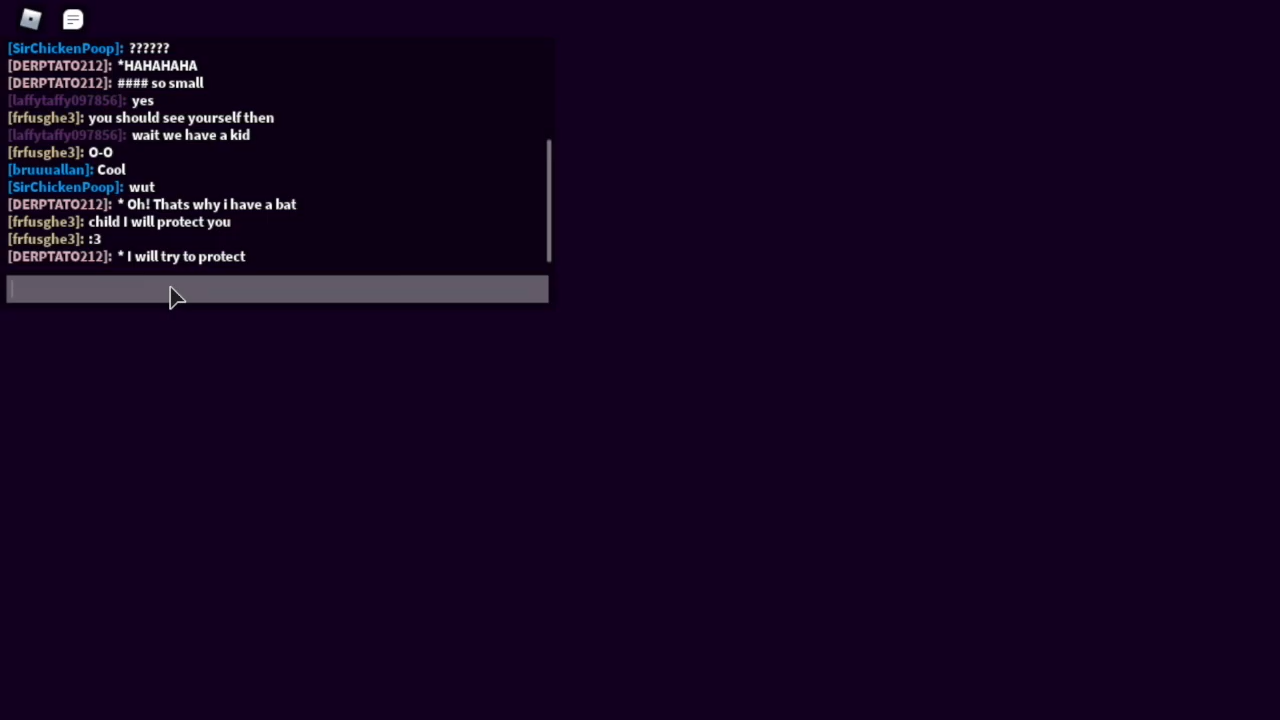 [SirChickenPoop]: ??????
[DERPTATO212]: *HAHAHAHA
[DERPTATO212]: #### so small
[laffytaffy097856]: yes
[frfusghe3]: you should see yourself then
[laffytaffy097856]: wait we have a kid
[frfusghe3]: O-O
[bruuuallan]: Cool
[SirChickenPoop]: wut
[DERPTATO212]: * Oh! Thats why i have a bat
[frfusghe3]: child I will protect you
[frfusghe3]: :3
[DERPTATO212]: * I will try to protect